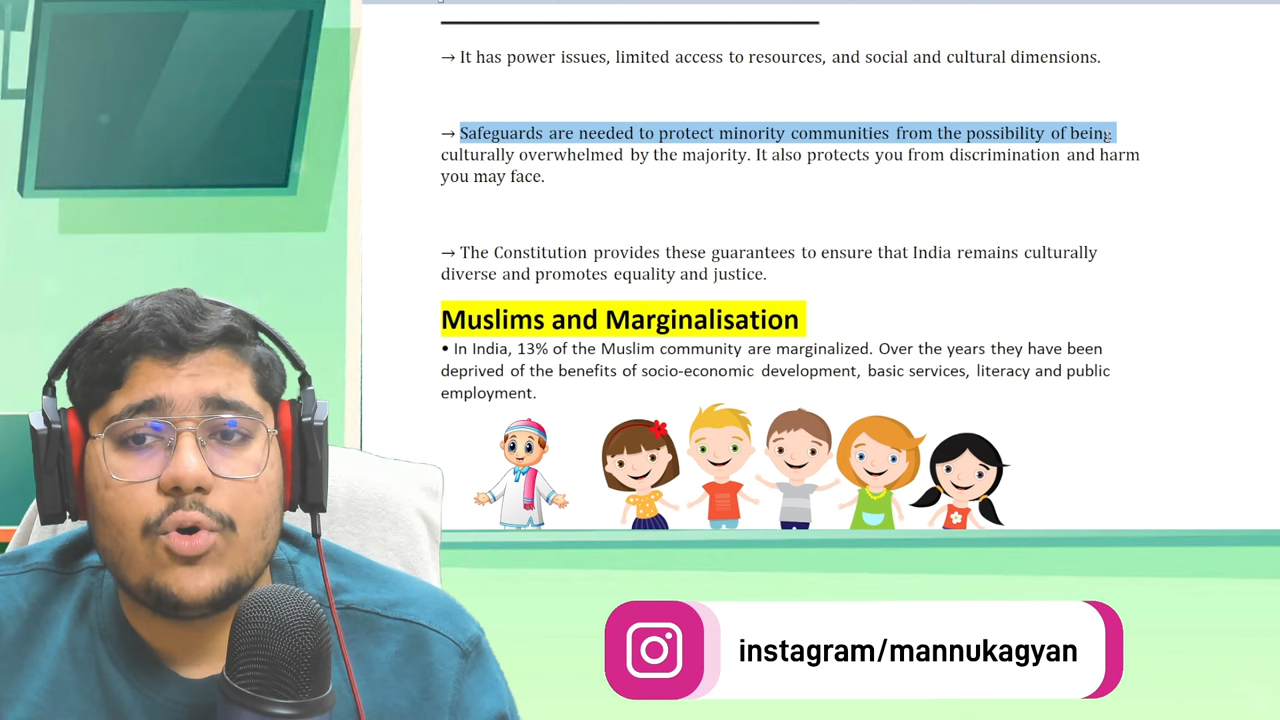 → It has power issues, limited access to resources, and social and cultural dimensions.
→ Safeguards are needed to protect minority communities from the possibility of being
culturally overwhelmed by the majority. It also protects you from discrimination and harm
you may face.
→ The Constitution provides these guarantees to ensure that India remains culturally
diverse and promotes equality and justice.
Muslims and Marginalisation
• In India, 13% of the Muslim community are marginalized. Over the years they have been
deprived of the benefits of socio-economic development, basic services, literacy and public
employment.
instagram/mannukagyan